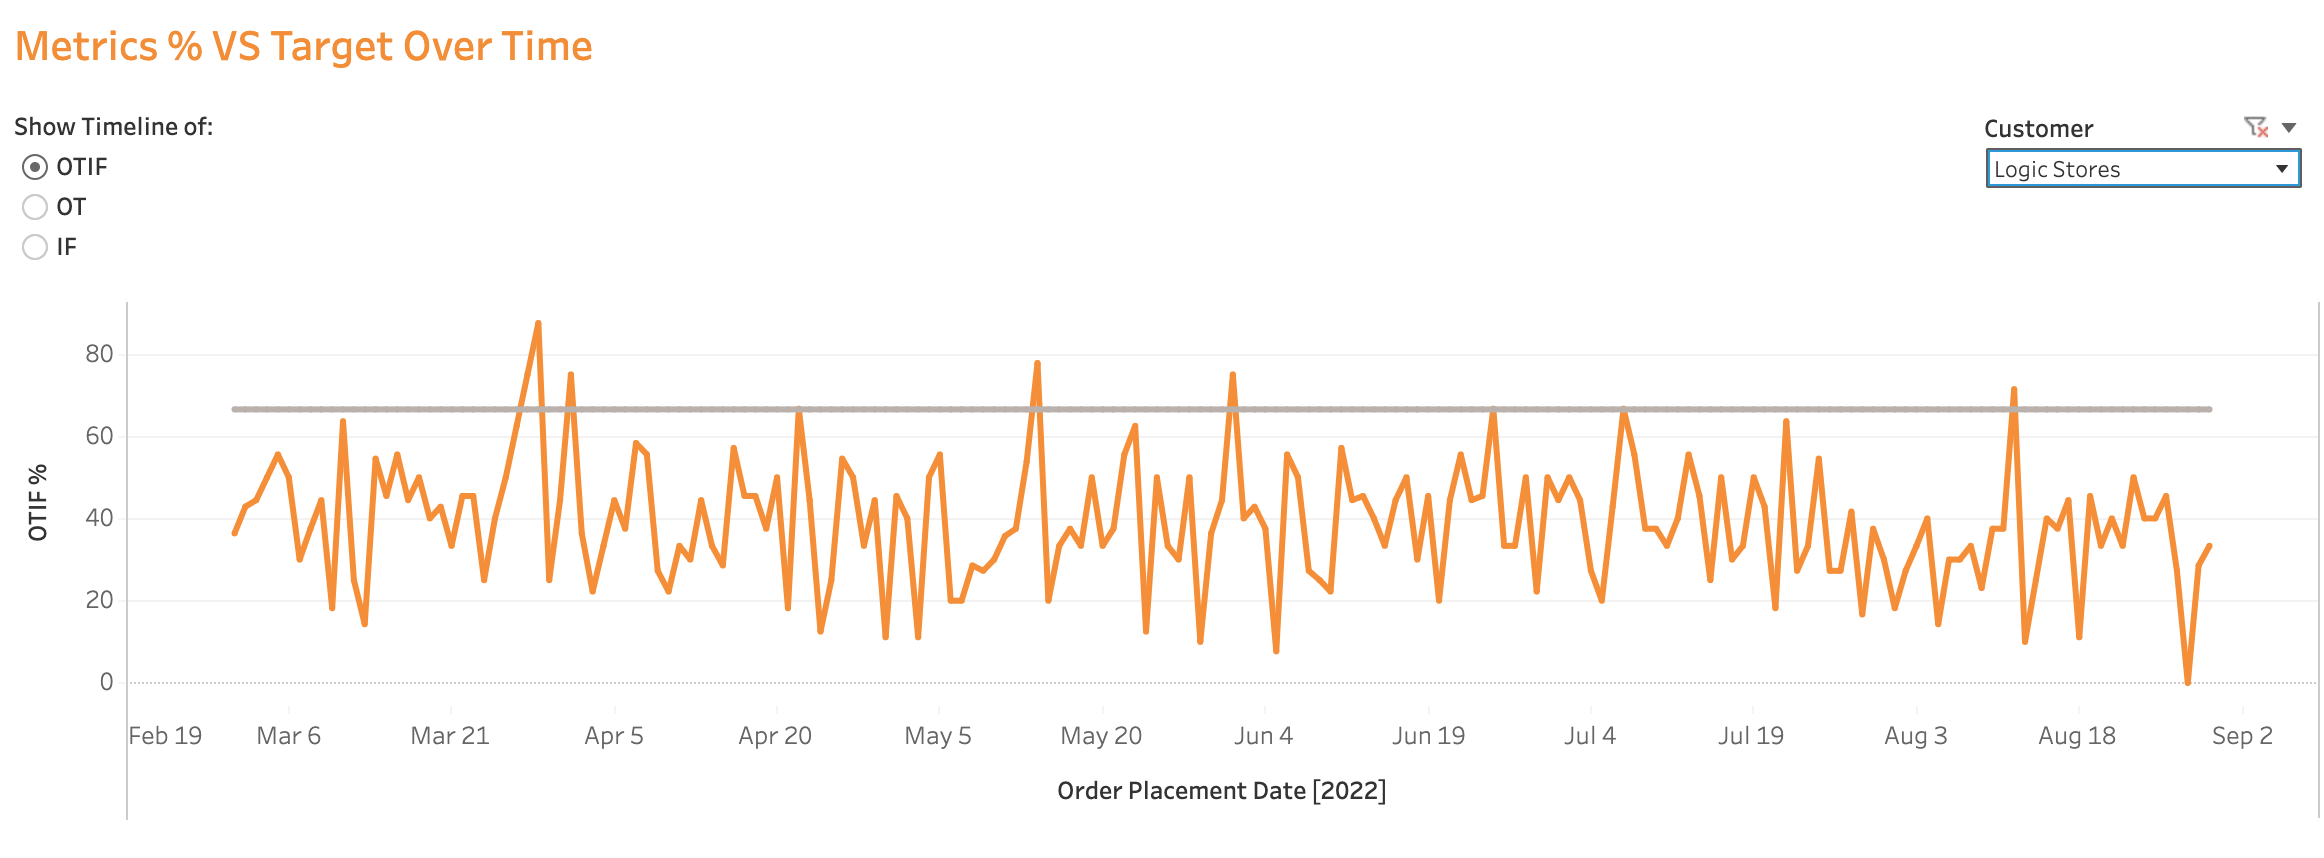 Metrics % VS Target Over Time
Show Timeline of:
OTIF
OT
IF
Customer
Logic Stores
OTIF %
80
60
40
20
0
Feb 19 Mar 6 Mar 21 Apr 5 Apr 20 May 5 May 20 Jun 4 Jun 19 Jul 4 Jul 19 Aug 3 Aug 18 Sep 2
Order Placement Date [2022]